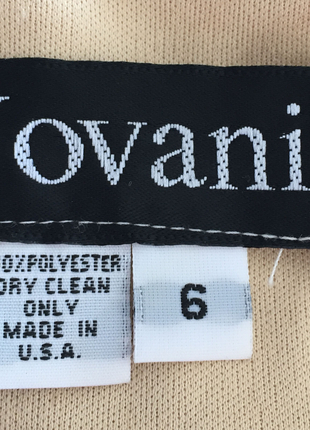 ovani
0%POLYESTER
DRY CLEAN
ONLY
MADE IN
U.S.A.
6